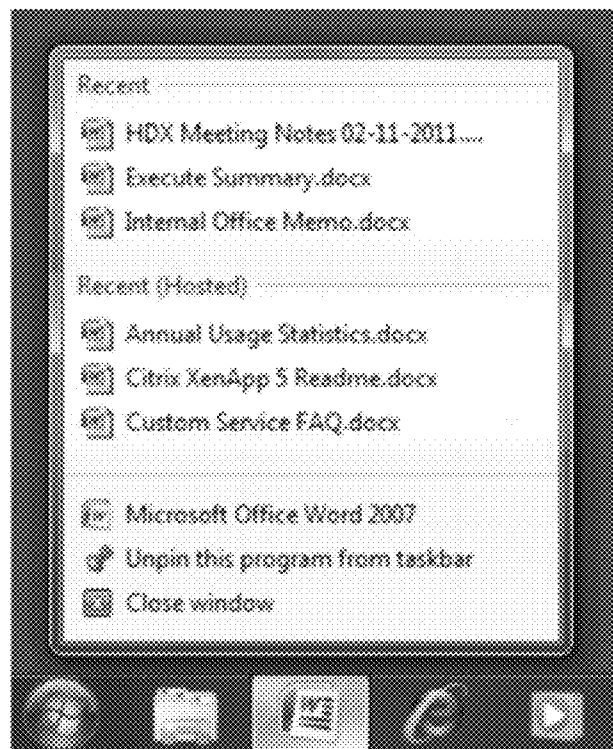 Recent
HDX Meeting Notes 02-11-2011....
Execute Summary.docx
Internal Office Memo.docx
Recent (Hosted)
Annual Usage Statistics.docx
Citrix XenApp 5 Readme.docx
Custom Service FAQ.docx
Microsoft Office Word 2007
Unpin this program from taskbar
Close window